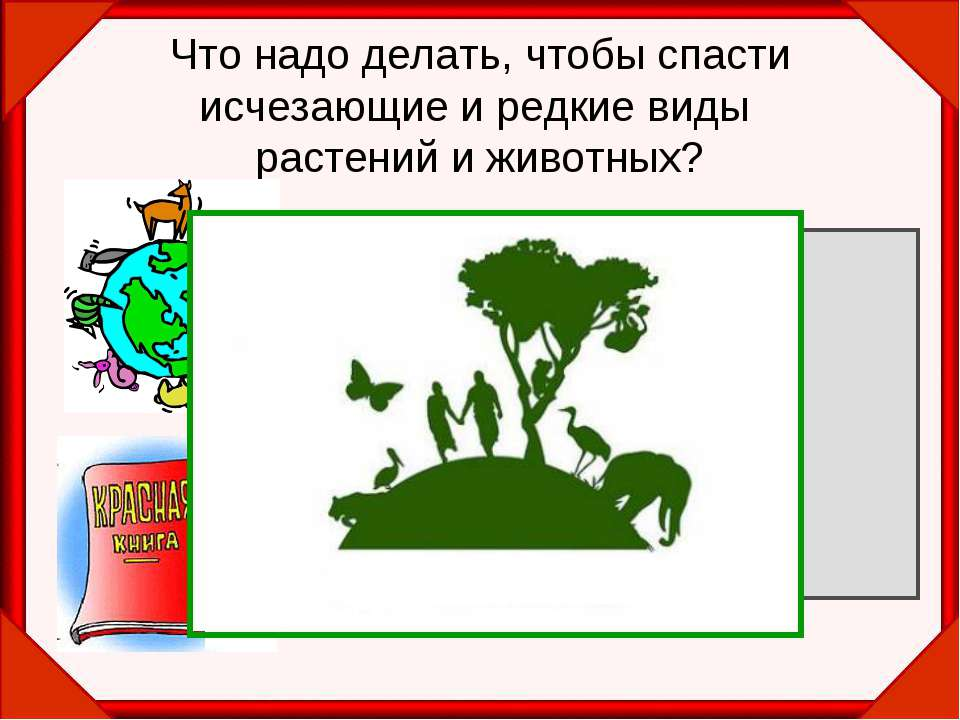 Что надо делать, чтобы спасти
исчезающие и редкие виды
растений и животных?
КРАСНАЯ
КНИГА